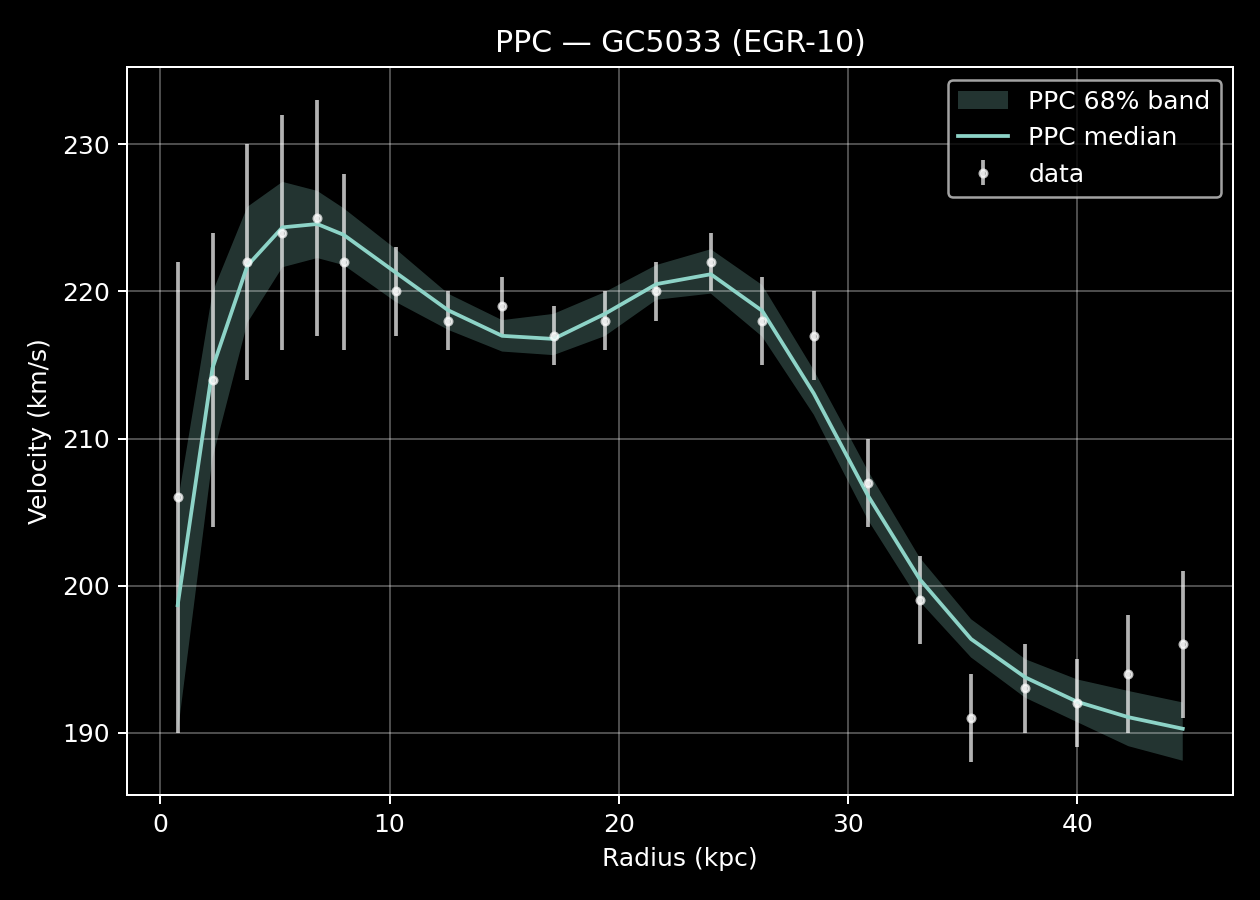 PPC — GC5033 (EGR-10)
PPC 68% band
PPC median
data
230
220
210
200
190
Velocity (km/s)
0
10
20
30
40
Radius (kpc)